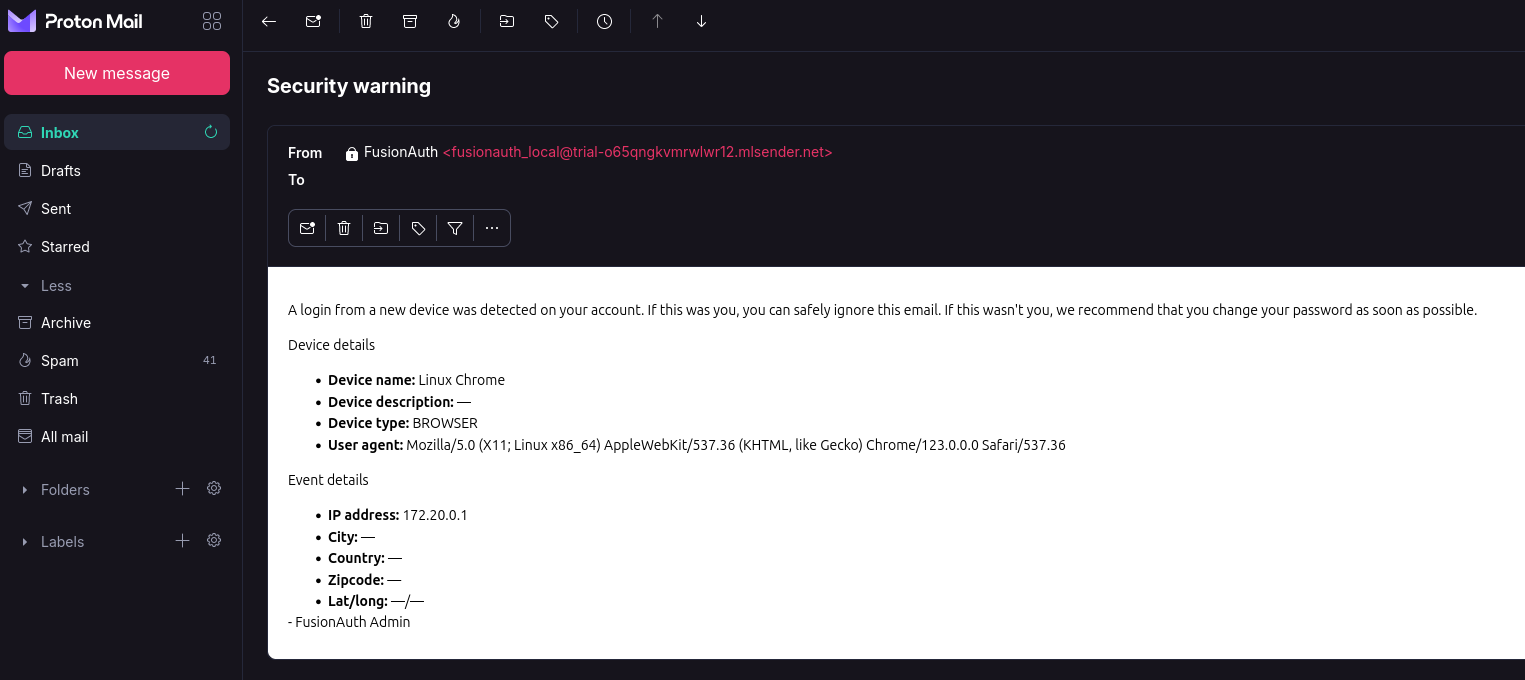 Proton Mail
New message
Inbox
Drafts
Sent
Starred
Less
Archive
Spam 41
Trash
All mail
Folders
Labels
Security warning
From FusionAuth <fusionauth_local@trial-o65qngkvmrwlwr12.mlsender.net>
To
A login from a new device was detected on your account. If this was you, you can safely ignore this email. If this wasn't you, we recommend that you change your password as soon as possible.
Device details
• Device name: Linux Chrome
• Device description: —
• Device type: BROWSER
• User agent: Mozilla/5.0 (X11; Linux x86_64) AppleWebKit/537.36 (KHTML, like Gecko) Chrome/123.0.0.0 Safari/537.36
Event details
• IP address: 172.20.0.1
• City: —
• Country: —
• Zipcode: —
• Lat/long: —/—
- FusionAuth Admin